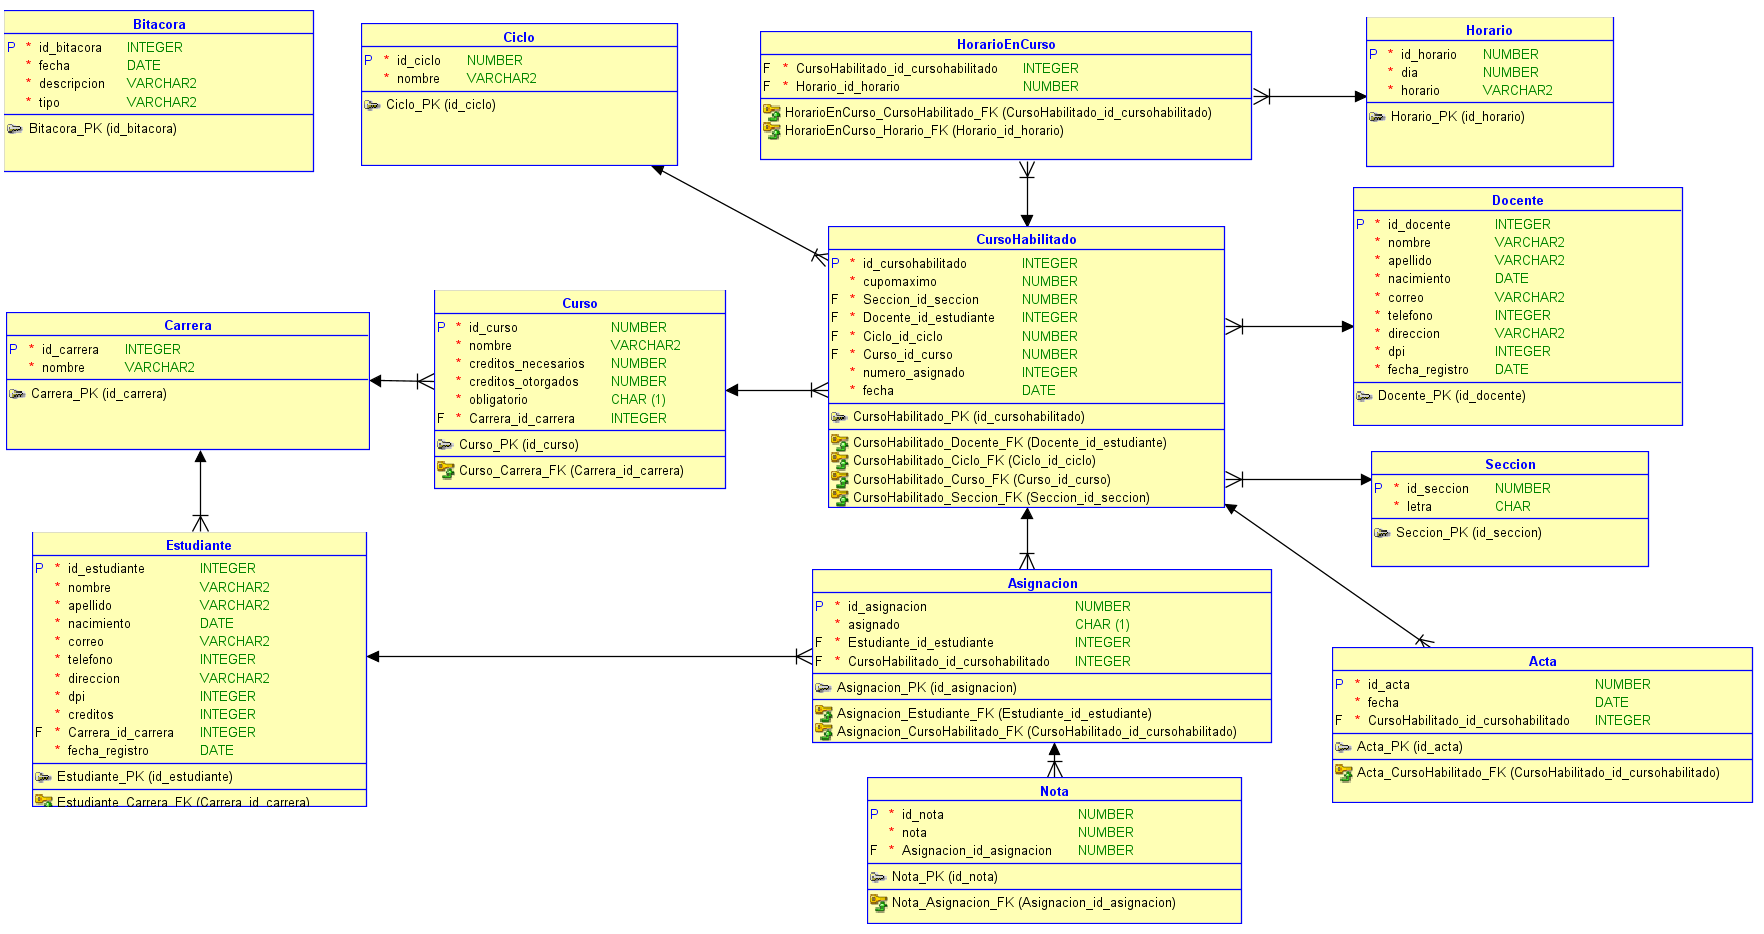 Bitacora
P * id_bitacora INTEGER
* fecha DATE
* descripcion VARCHAR2
* tipo VARCHAR2
Bitacora_PK (id_bitacora)
Ciclo
P * id_ciclo NUMBER
* nombre VARCHAR2
Ciclo_PK (id_ciclo)
HorarioEnCurso
F * CursoHabilitado_id_cursohabilitado INTEGER
F * Horario_id_horario NUMBER
HorarioEnCurso_CursoHabilitado_FK (CursoHabilitado_id_cursohabilitado)
HorarioEnCurso_Horario_FK (Horario_id_horario)
Horario
P * id_horario NUMBER
* dia NUMBER
* horario VARCHAR2
Horario_PK (id_horario)
Docente
P * id_docente INTEGER
* nombre VARCHAR2
* apellido VARCHAR2
* nacimiento DATE
* correo VARCHAR2
* telefono INTEGER
* direccion VARCHAR2
* dpi INTEGER
* fecha_registro DATE
Docente_PK (id_docente)
CursoHabilitado
P * id_cursohabilitado INTEGER
* cupomaximo NUMBER
F * Seccion_id_seccion NUMBER
F * Docente_id_estudiante INTEGER
F * Ciclo_id_ciclo NUMBER
F * Curso_id_curso NUMBER
* numero_asignado INTEGER
* fecha DATE
CursoHabilitado_PK (id_cursohabilitado)
CursoHabilitado_Docente_FK (Docente_id_estudiante)
CursoHabilitado_Ciclo_FK (Ciclo_id_ciclo)
CursoHabilitado_Curso_FK (Curso_id_curso)
CursoHabilitado_Seccion_FK (Seccion_id_seccion)
Curso
P * id_curso NUMBER
* nombre VARCHAR2
* creditos_necesarios NUMBER
* creditos_otorgados NUMBER
* obligatorio CHAR (1)
F * Carrera_id_carrera INTEGER
Curso_PK (id_curso)
Curso_Carrera_FK (Carrera_id_carrera)
Carrera
P * id_carrera INTEGER
* nombre VARCHAR2
Carrera_PK (id_carrera)
Seccion
P * id_seccion NUMBER
* letra CHAR
Seccion_PK (id_seccion)
Estudiante
P * id_estudiante INTEGER
* nombre VARCHAR2
* apellido VARCHAR2
* nacimiento DATE
* correo VARCHAR2
* telefono INTEGER
* direccion VARCHAR2
* dpi INTEGER
* creditos INTEGER
F * Carrera_id_carrera INTEGER
* fecha_registro DATE
Estudiante_PK (id_estudiante)
Estudiante_Carrera_FK (Carrera_id_carrera)
Asignacion
P * id_asignacion NUMBER
* asignado CHAR (1)
F * Estudiante_id_estudiante INTEGER
F * CursoHabilitado_id_cursohabilitado INTEGER
Asignacion_PK (id_asignacion)
Asignacion_Estudiante_FK (Estudiante_id_estudiante)
Asignacion_CursoHabilitado_FK (CursoHabilitado_id_cursohabilitado)
Acta
P * id_acta NUMBER
* fecha DATE
F * CursoHabilitado_id_cursohabilitado INTEGER
Acta_PK (id_acta)
Acta_CursoHabilitado_FK (CursoHabilitado_id_cursohabilitado)
Nota
P * id_nota NUMBER
* nota NUMBER
F * Asignacion_id_asignacion NUMBER
Nota_PK (id_nota)
Nota_Asignacion_FK (Asignacion_id_asignacion)